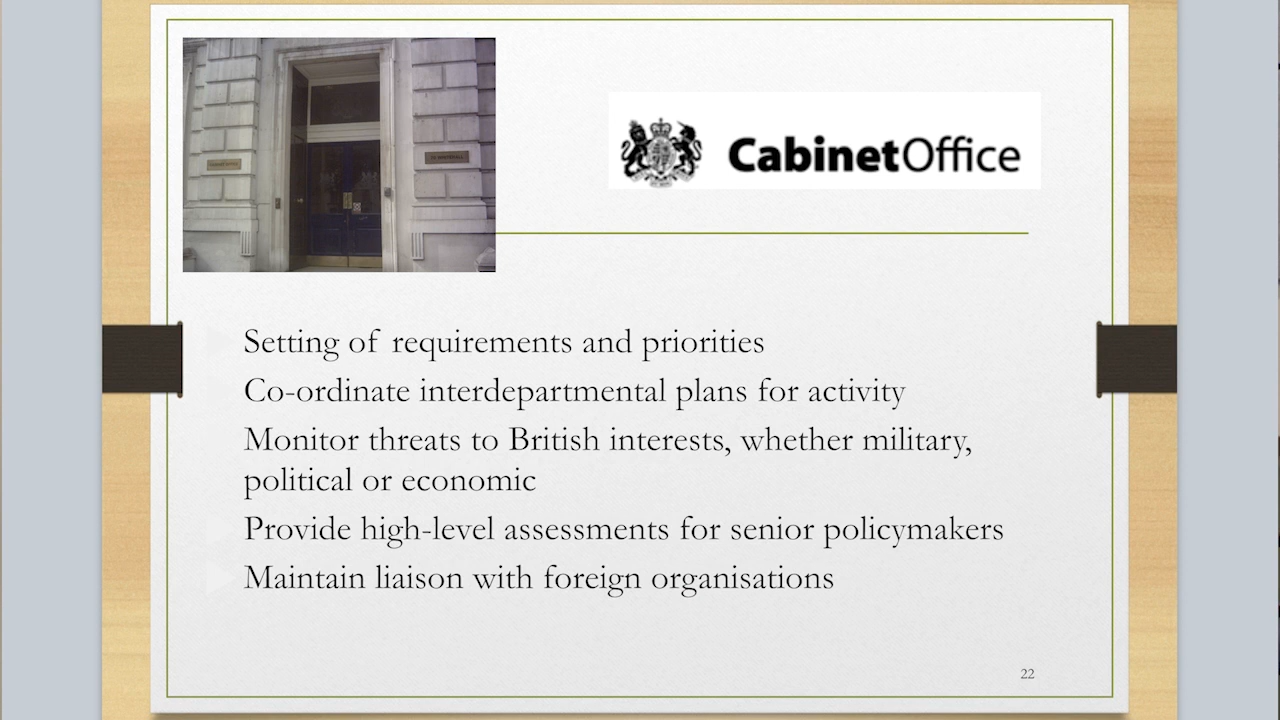 CabinetOffice
Setting of requirements and priorities
Co-ordinate interdepartmental plans for activity
Monitor threats to British interests, whether military,
political or economic
Provide high-level assessments for senior policymakers
Maintain liaison with foreign organisations
22